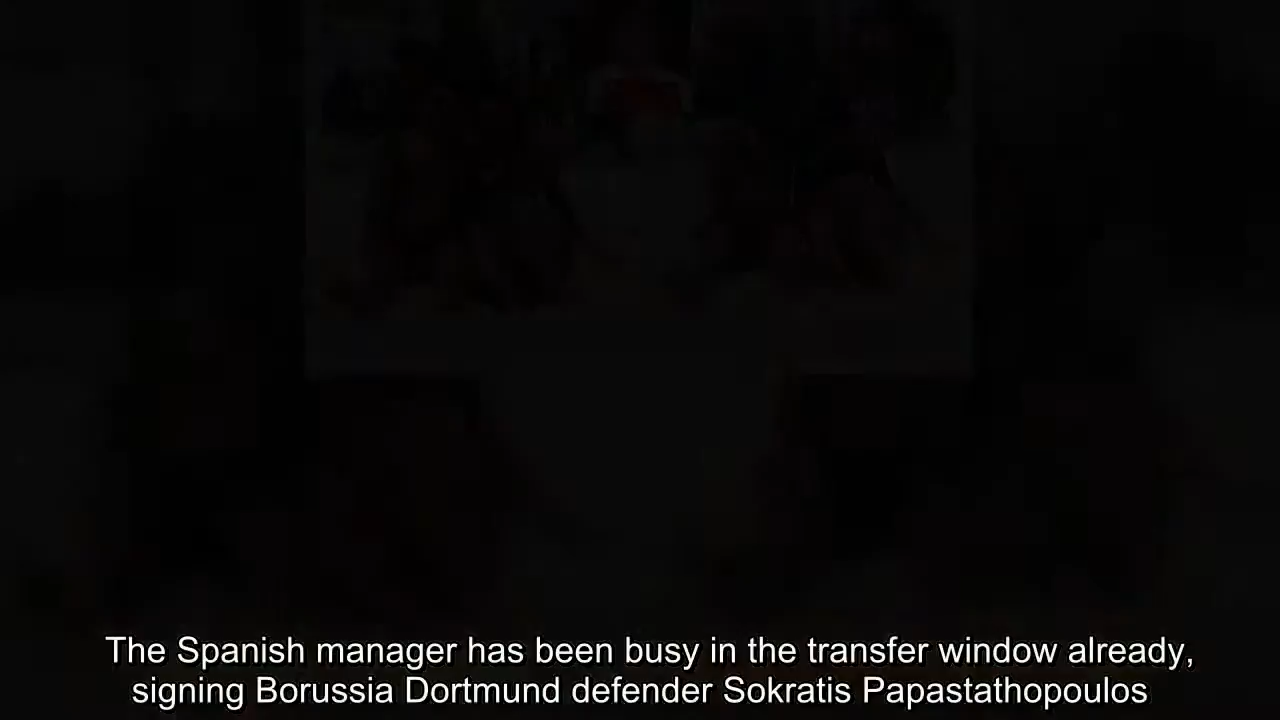 The Spanish manager has been busy in the transfer window already,
signing Borussia Dortmund defender Sokratis Papastathopoulos